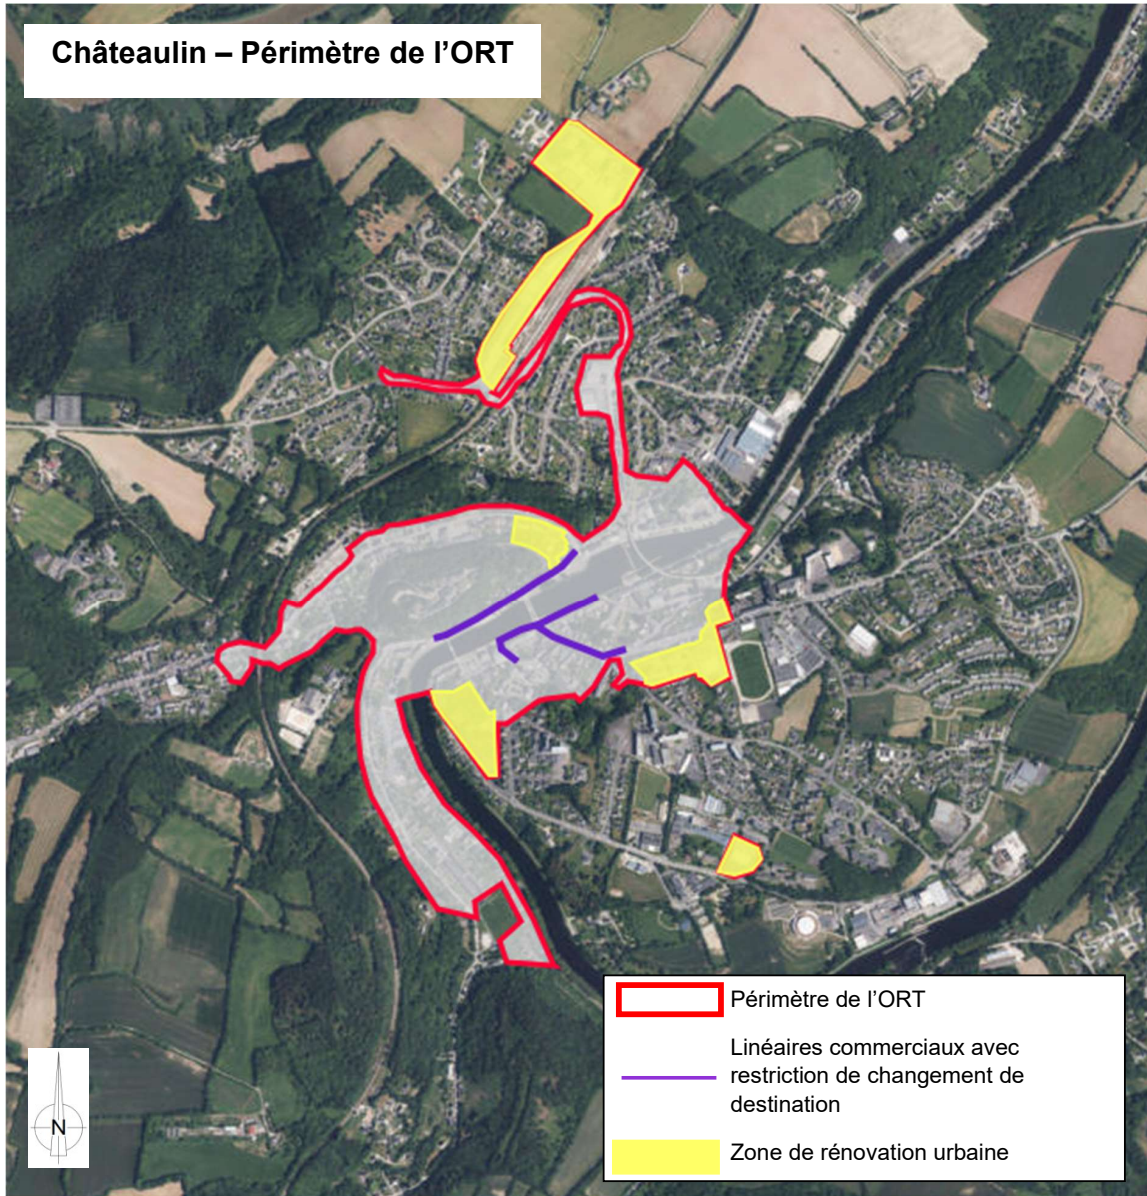 Châteaulin – Périmètre de l’ORT
Périmètre de l’ORT
Linéaires commerciaux avec
restriction de changement de
destination
Zone de rénovation urbaine
N